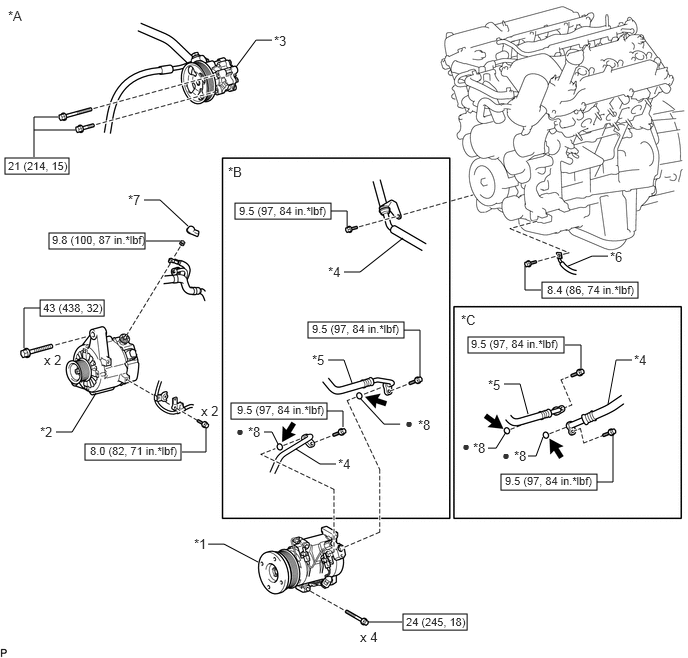 *A
*3
21 (214, 15)
*B
*7
9.5 (97, 84 in.*lbf)
9.8 (100, 87 in.*lbf)
*4
*6
8.4 (86, 74 in.*lbf)
43 (438, 32)
x 2
*C
9.5 (97, 84 in.*lbf)
9.5 (97, 84 in.*lbf)
*5
*4
*5
x 2
9.5 (97, 84 in.*lbf)
*2
*8
*8
*8
*8
8.0 (82, 71 in.*lbf)
*4
9.5 (97, 84 in.*lbf)
*1
24 (245, 18)
x 4
P